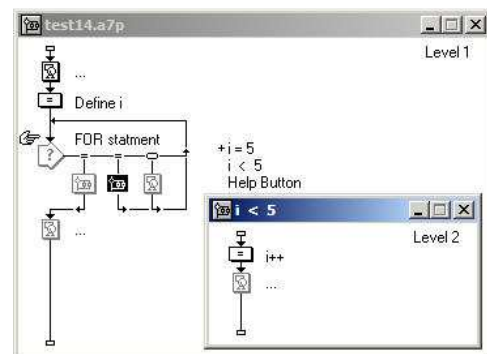 test14.a7p
Level 1
...
=
Define i
FOR statment
?
= =
+i = 5
i < 5
Help Button
...
i < 5
Level 2
=
i++
...